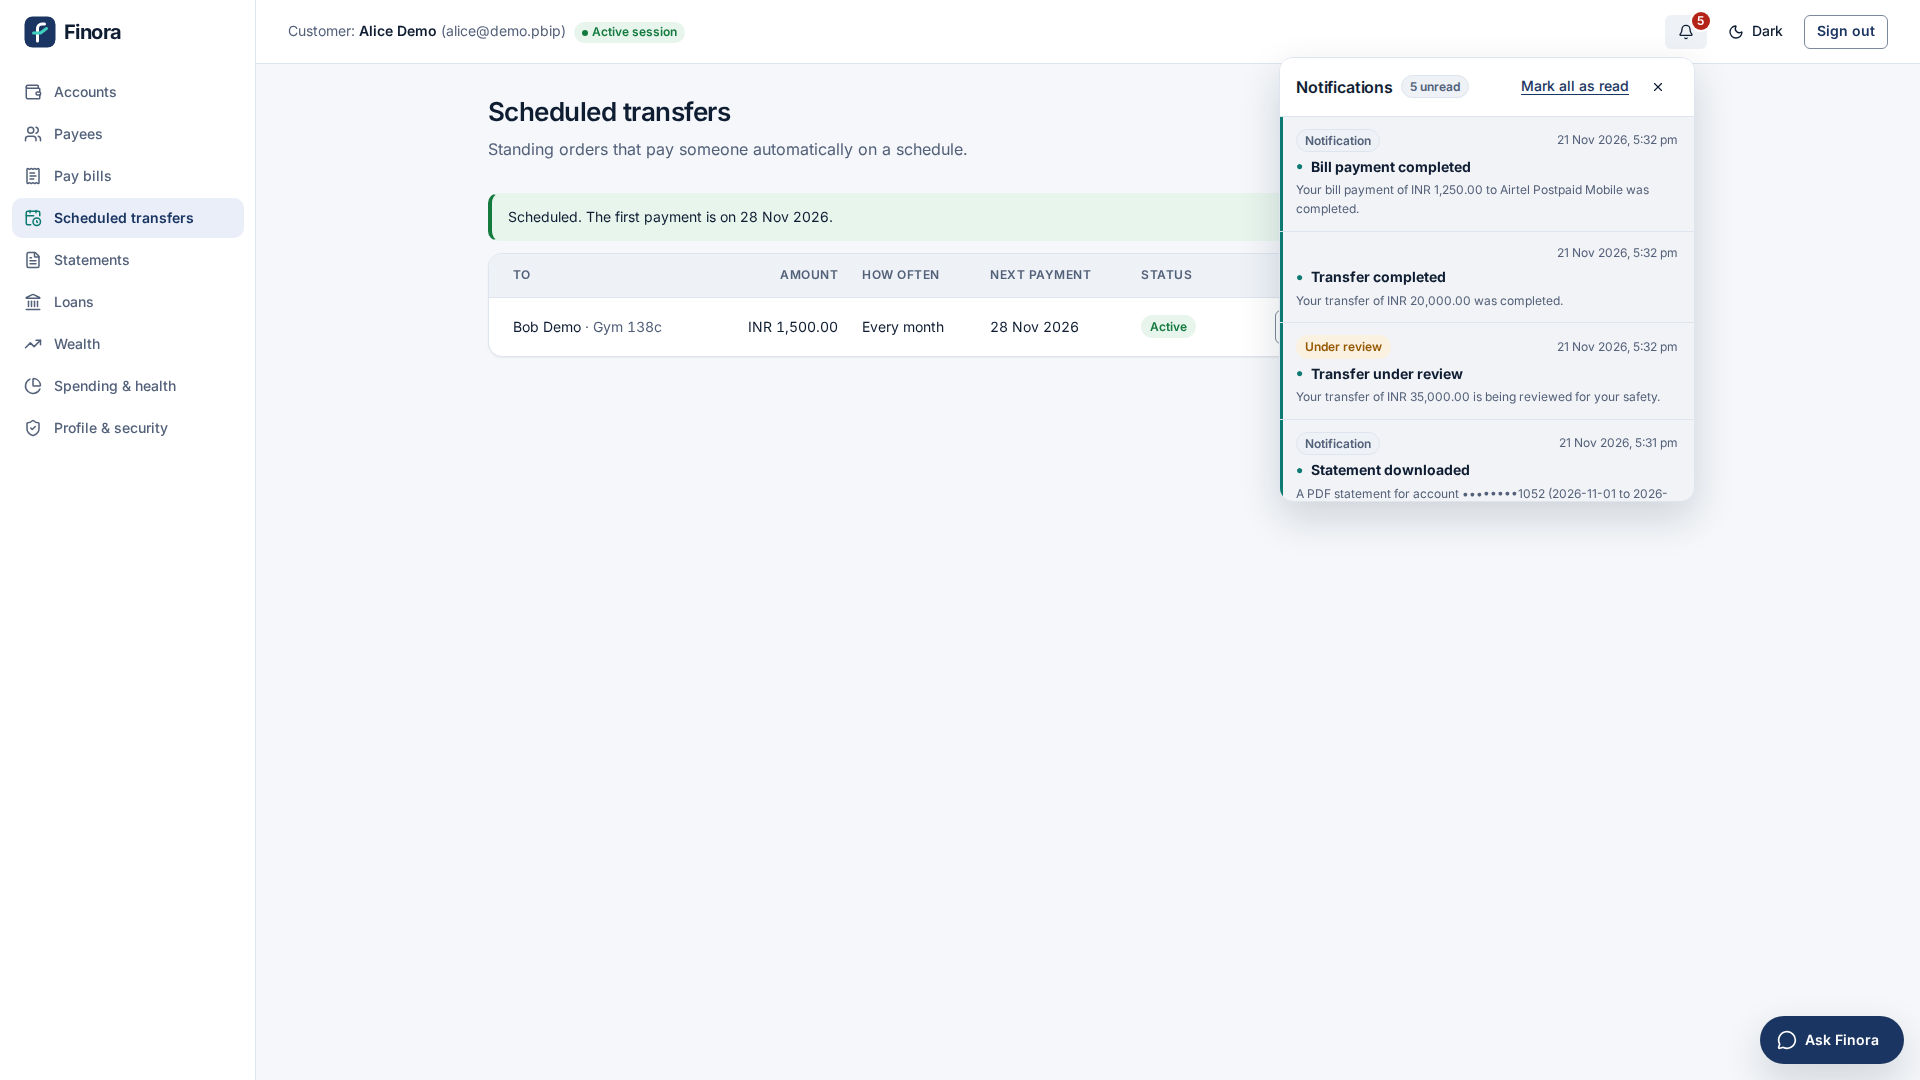 Finora
Customer: Alice Demo (alice@demo.pbip) Active session
5
Dark
Sign out
Accounts
Payees
Pay bills
Scheduled transfers
Statements
Loans
Wealth
Spending & health
Profile & security
Scheduled transfers
Standing orders that pay someone automatically on a schedule.
Scheduled. The first payment is on 28 Nov 2026.
TO AMOUNT HOW OFTEN NEXT PAYMENT STATUS
Bob Demo · Gym 138c INR 1,500.00 Every month 28 Nov 2026 Active
Notifications 5 unread Mark all as read
Notification 21 Nov 2026, 5:32 pm
Bill payment completed
Your bill payment of INR 1,250.00 to Airtel Postpaid Mobile was
completed.
21 Nov 2026, 5:32 pm
Transfer completed
Your transfer of INR 20,000.00 was completed.
Under review 21 Nov 2026, 5:32 pm
Transfer under review
Your transfer of INR 35,000.00 is being reviewed for your safety.
Notification 21 Nov 2026, 5:31 pm
Statement downloaded
A PDF statement for account ••••••••1052 (2026-11-01 to 2026-
Ask Finora